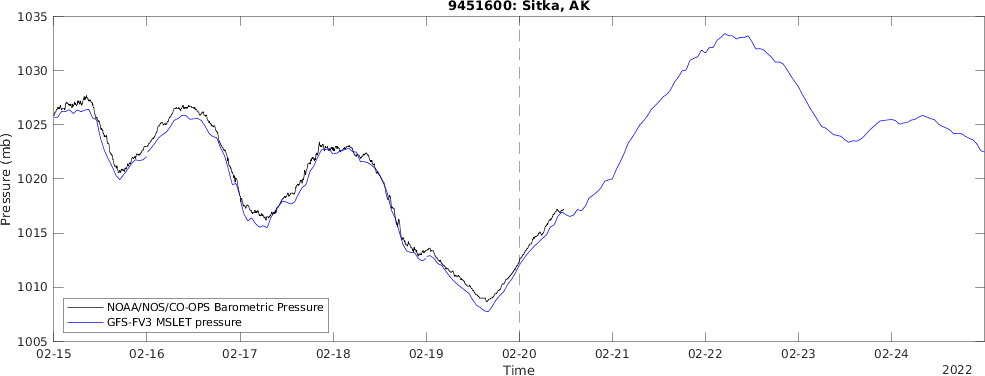 9451600: Sitka, AK
Pressure (mb)
1035
1030
1025
1020
1015
1010
1005
NOAA/NOS/CO-OPS Barometric Pressure
GFS-FV3 MSLET pressure
02-15 02-16 02-17 02-18 02-19 02-20 02-21 02-22 02-23 02-24
Time
2022